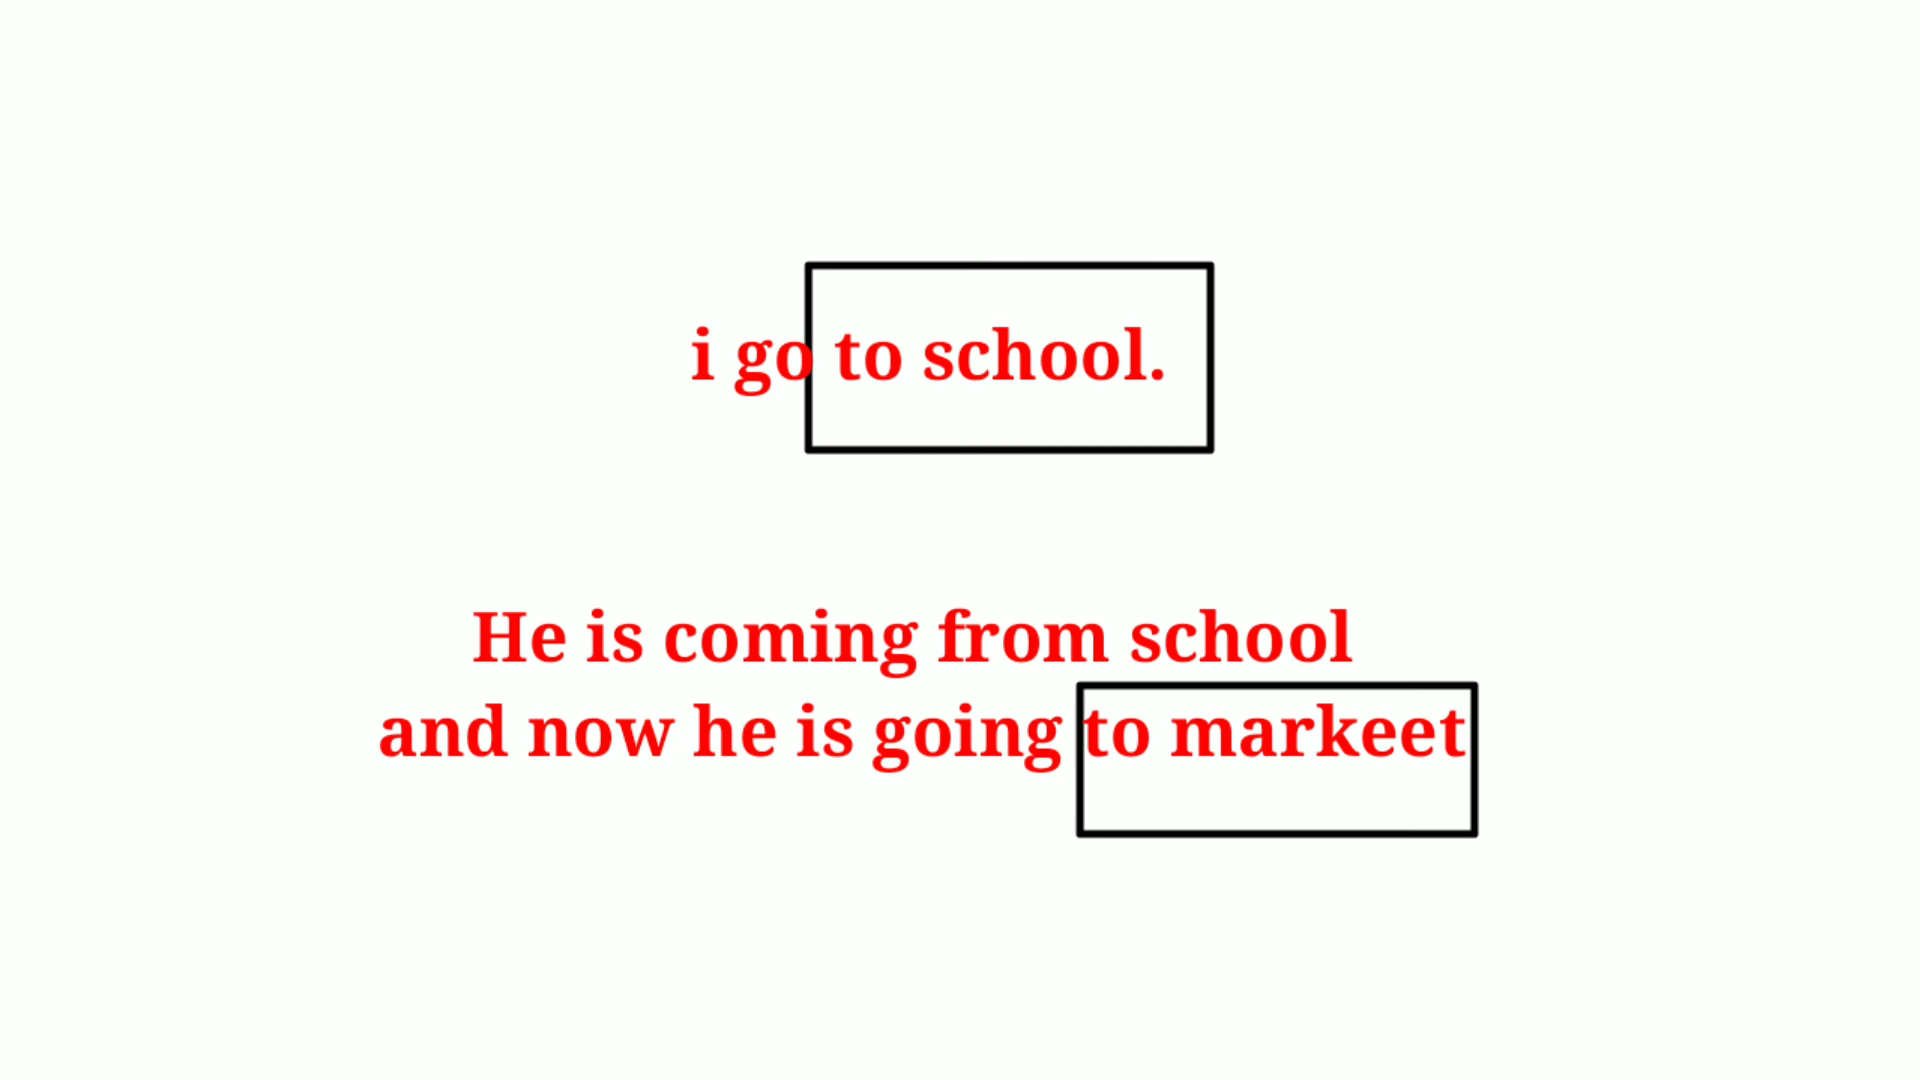 i go to school.
He is coming from school
and now he is going to markeet